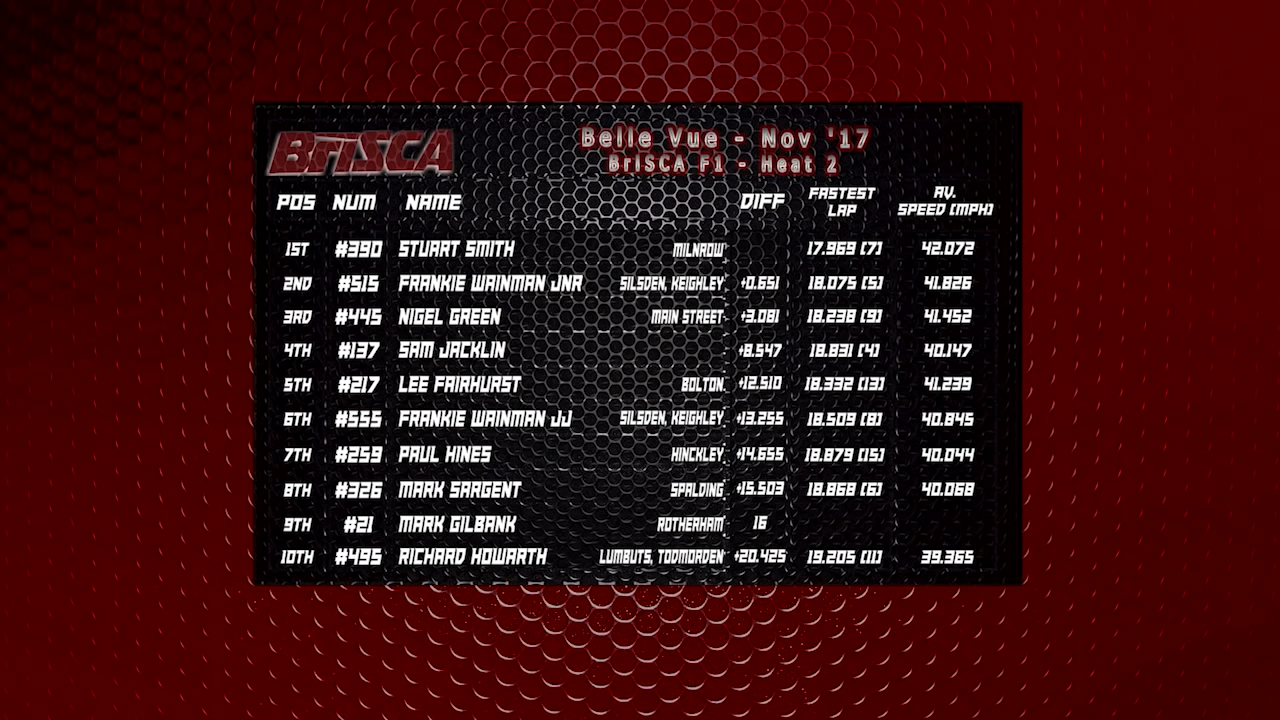 BriSCA
Belle Vue - Nov '17
BriSCA F1 - Heat 2
POS NUM NAME DIFF FASTEST LAP AV. SPEED (MPH)
1ST #390 STUART SMITH MILNROW 17.969 (7) 42.072
2ND #515 FRANKIE WAINMAN JNR SILSDEN, KEIGHLEY +0.651 18.075 (5) 41.826
3RD #445 NIGEL GREEN MAIN STREET +3.081 18.238 (9) 41.452
4TH #137 SAM JACKLIN +8.547 18.831 (4) 40.147
5TH #217 LEE FAIRHURST BOLTON +12.510 18.332 (13) 41.239
6TH #555 FRANKIE WAINMAN JJ SILSDEN, KEIGHLEY +13.255 18.509 (8) 40.845
7TH #259 PAUL HINES HINCKLEY +14.655 18.879 (15) 40.044
8TH #326 MARK SARGENT SPALDING +15.503 18.868 (6) 40.068
9TH #21 MARK GILBANK ROTHERHAM 16
10TH #495 RICHARD HOWARTH LUMBUTS, TODMORDEN +20.425 19.205 (11) 39.365